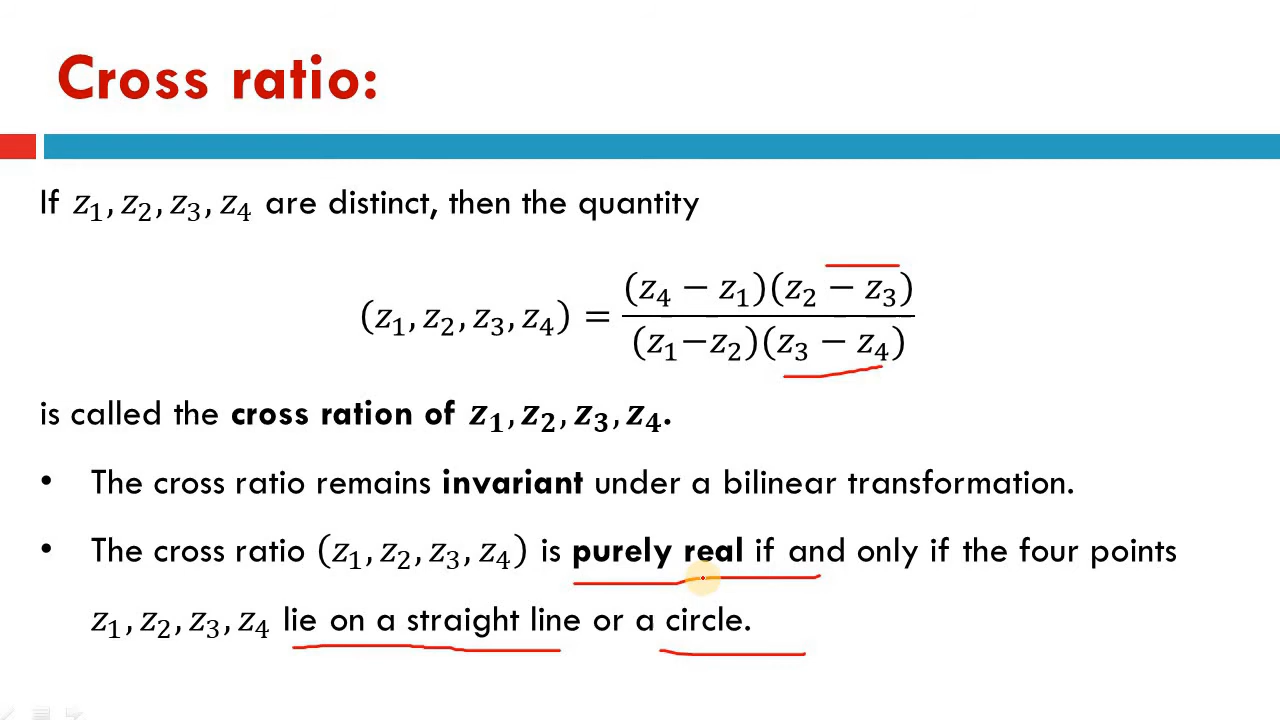 Cross ratio:
If z₁, z₂, z₃, z₄ are distinct, then the quantity
(z₁, z₂, z₃, z₄) = (z₄ − z₁)(z₂ − z₃) / (z₁−z₂)(z₃ − z₄)
is called the cross ration of z₁, z₂, z₃, z₄.
• The cross ratio remains invariant under a bilinear transformation.
• The cross ratio (z₁, z₂, z₃, z₄) is purely real if and only if the four points
z₁, z₂, z₃, z₄ lie on a straight line or a circle.